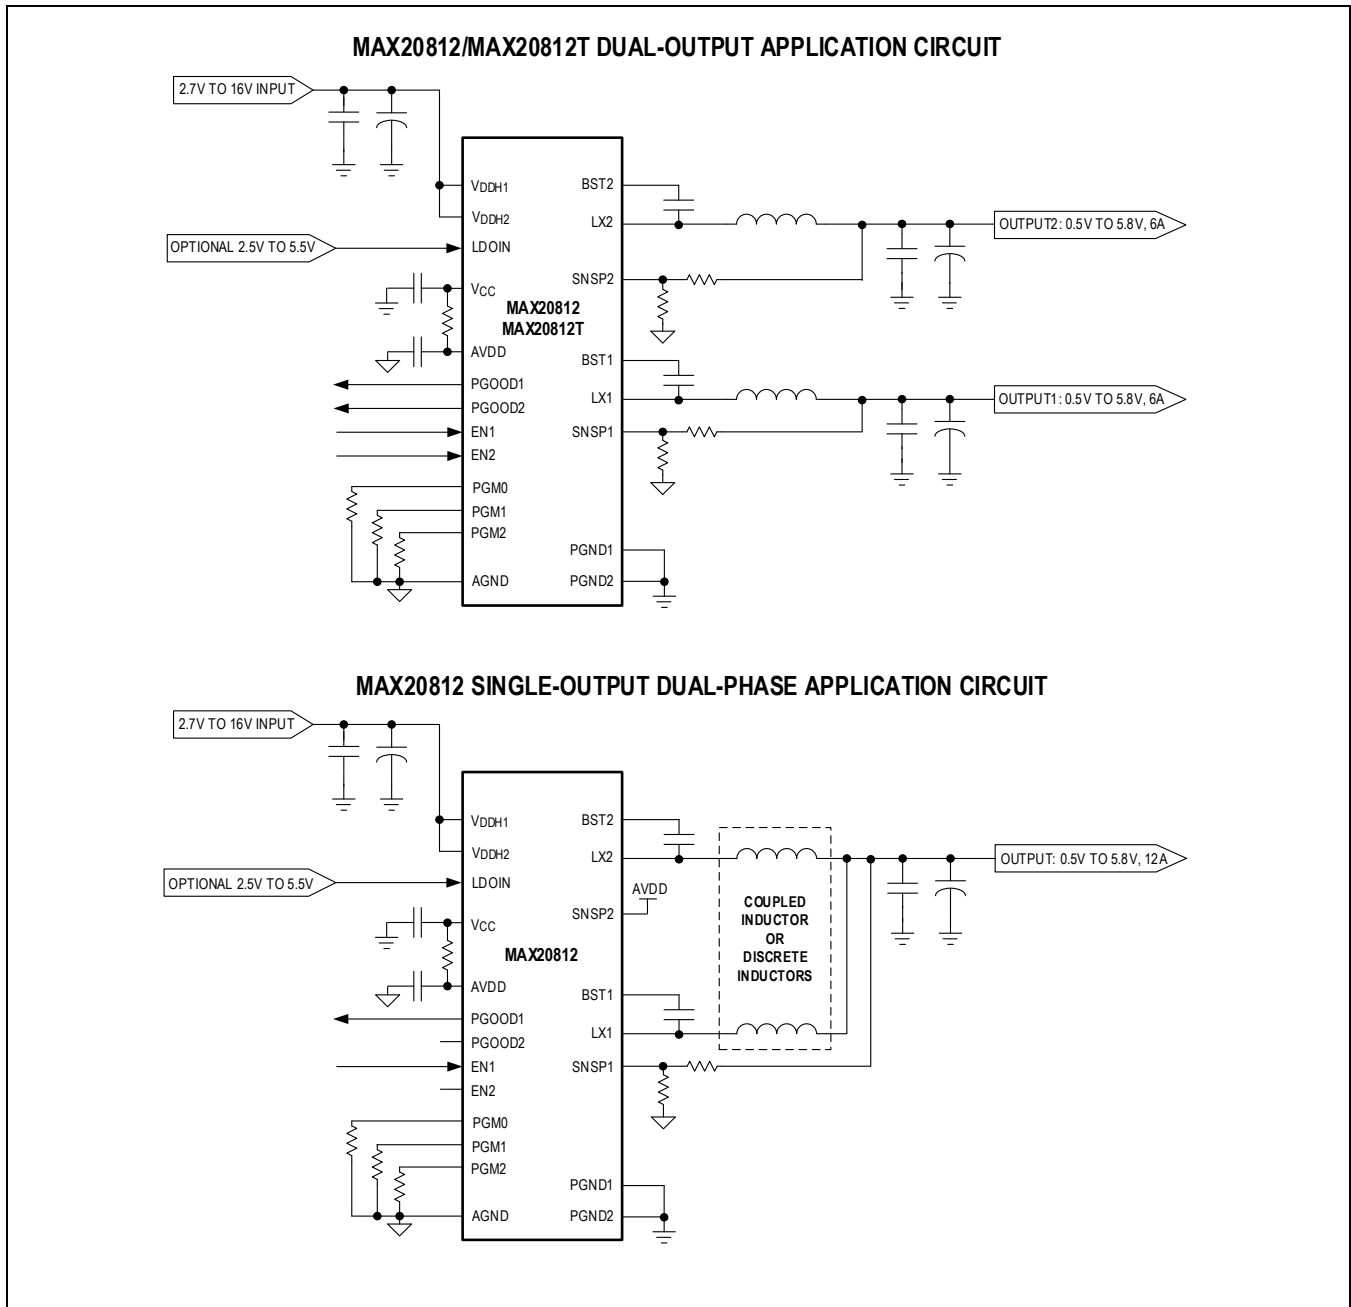 MAX20812/MAX20812T DUAL-OUTPUT APPLICATION CIRCUIT
2.7V TO 16V INPUT
VDDH1
VDDH2
OPTIONAL 2.5V TO 5.5V
LDOIN
VCC
AVDD
PGOOD1
PGOOD2
EN1
EN2
PGM0
PGM1
PGM2
AGND
MAX20812
MAX20812T
BST2
LX2
SNSP2
BST1
LX1
SNSP1
PGND1
PGND2
OUTPUT2: 0.5V TO 5.8V, 6A
OUTPUT1: 0.5V TO 5.8V, 6A
MAX20812 SINGLE-OUTPUT DUAL-PHASE APPLICATION CIRCUIT
2.7V TO 16V INPUT
VDDH1
VDDH2
OPTIONAL 2.5V TO 5.5V
LDOIN
VCC
AVDD
PGOOD1
PGOOD2
EN1
EN2
PGM0
PGM1
PGM2
AGND
MAX20812
BST2
LX2
AVDD
SNSP2
BST1
LX1
SNSP1
PGND1
PGND2
COUPLED
INDUCTOR
OR
DISCRETE
INDUCTORS
OUTPUT: 0.5V TO 5.8V, 12A